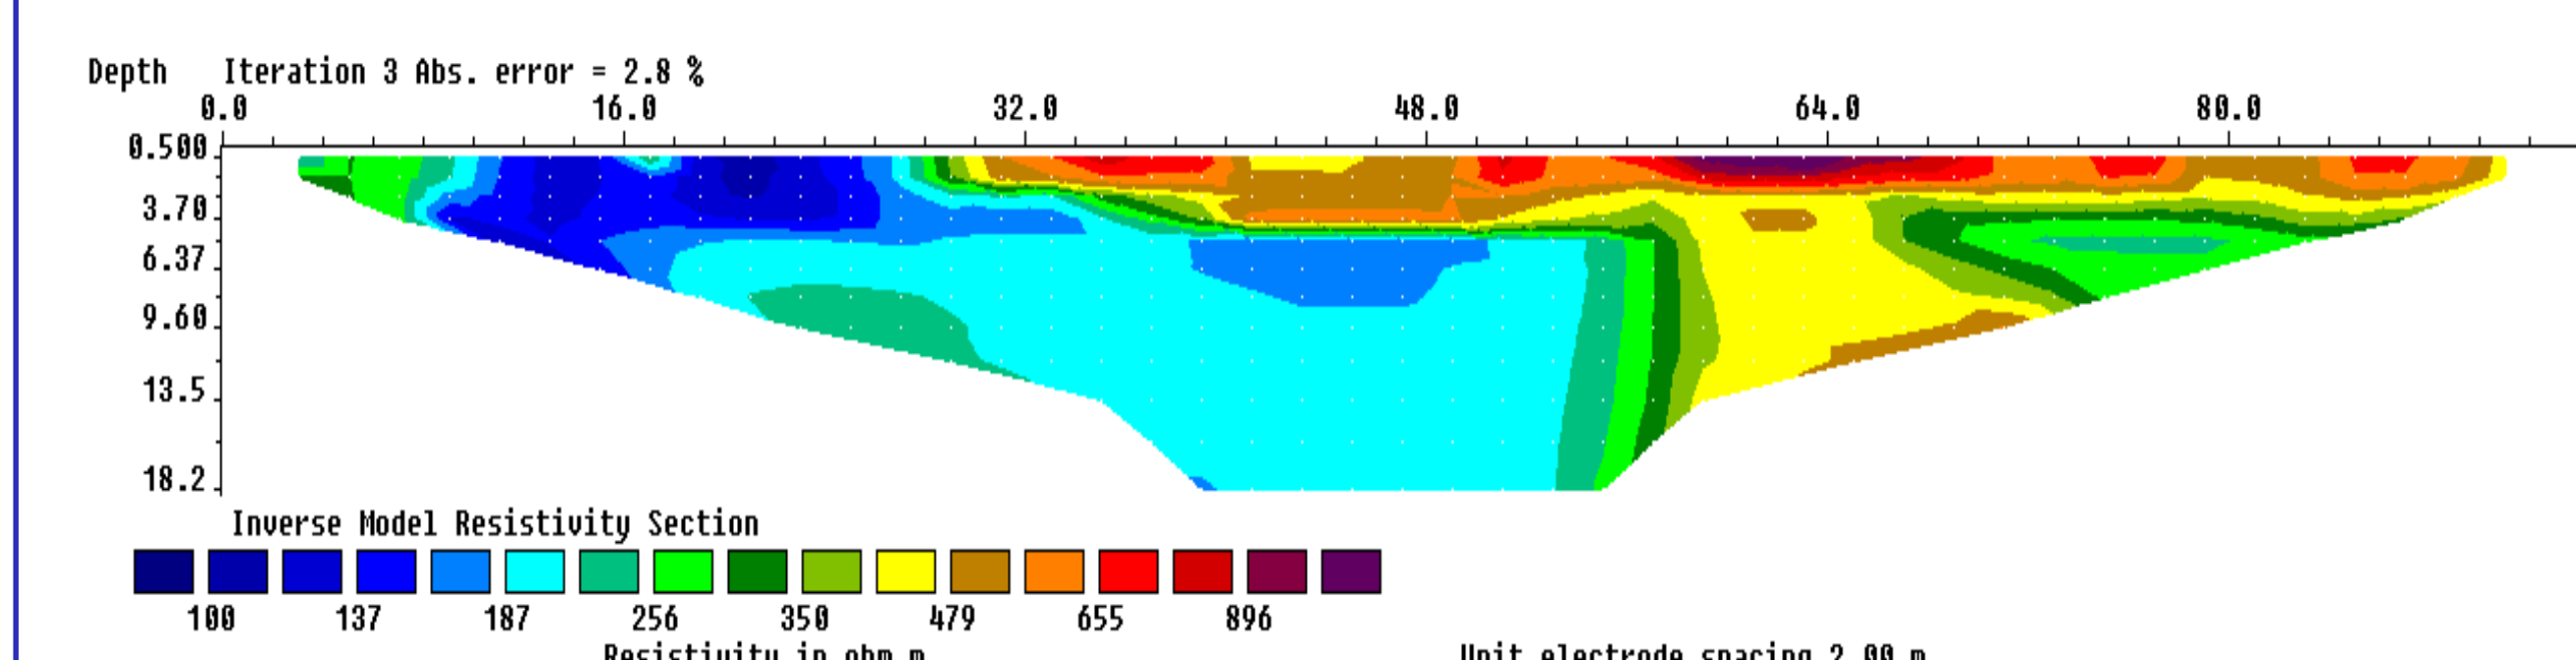 Depth Iteration 3 Abs. error = 2.8 %
0.0 16.0 32.0 48.0 64.0 80.0
0.500
3.70
6.37
9.60
13.5
18.2
Inverse Model Resistivity Section
100 137 187 256 350 479 655 896
Resistivity in ohm.m Unit electrode spacing 2.00 m